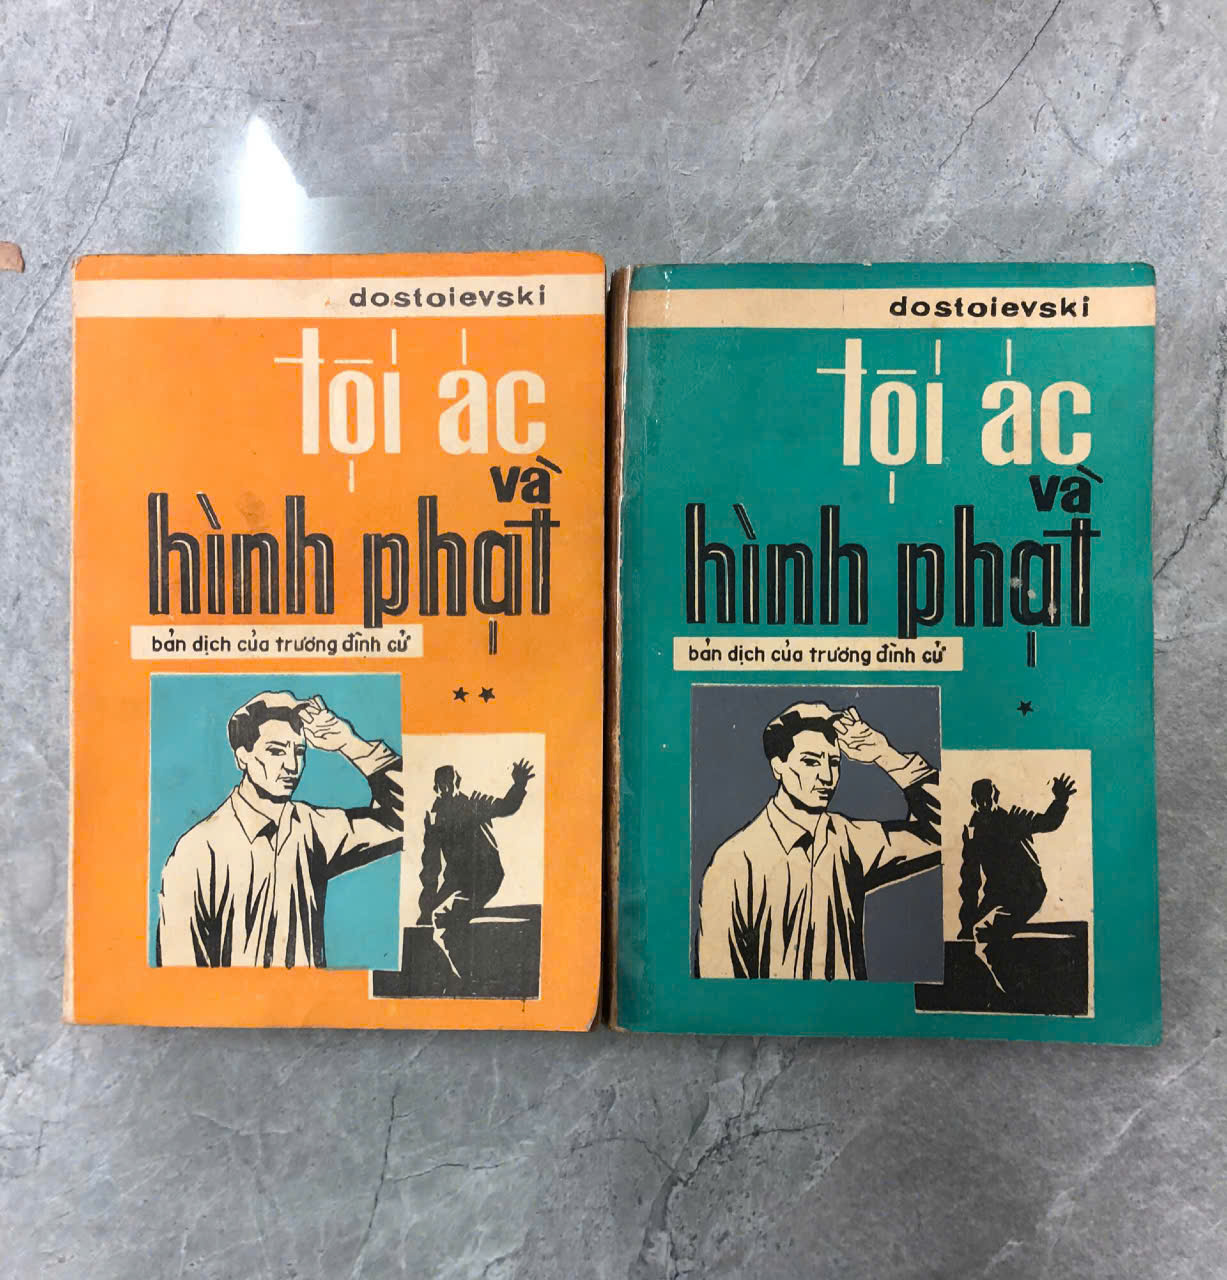 dostoievski
tội ác
và
hình phạt
bản dịch của trương đình cử
★★
dostoievski
tội ác
và
hình phạt
bản dịch của trương đình cử
★